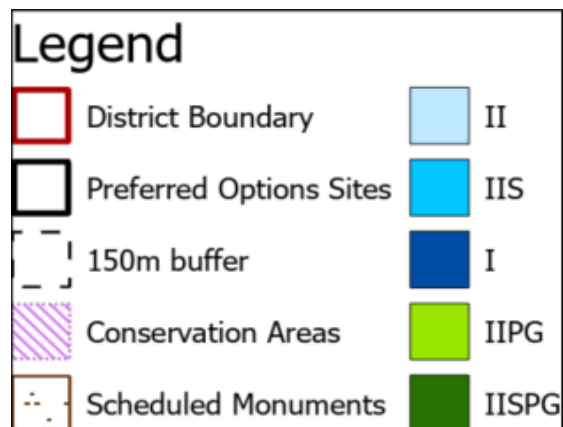 Legend
District Boundary
II
Preferred Options Sites
IIS
150m buffer
I
Conservation Areas
IIPG
Scheduled Monuments
IISPG